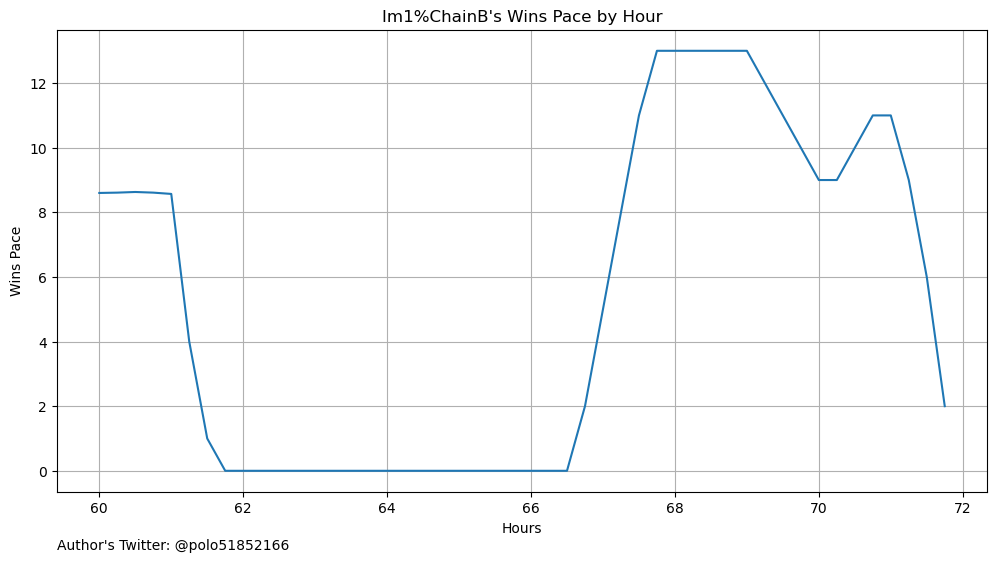 Im1%ChainB's Wins Pace by Hour
12
10
8
6
4
2
0
Wins Pace
60 62 64 66 68 70 72
Hours
Author's Twitter: @polo51852166